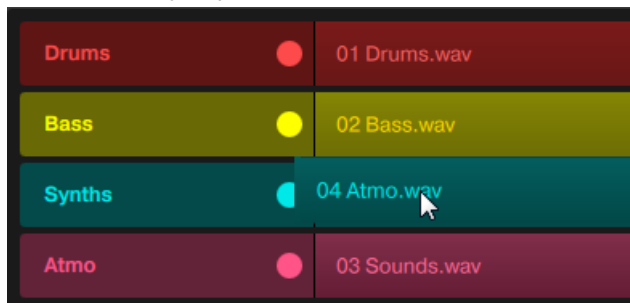 Drums 01 Drums.wav
Bass 02 Bass.wav
Synths 04 Atmo.wav
Atmo 03 Sounds.wav